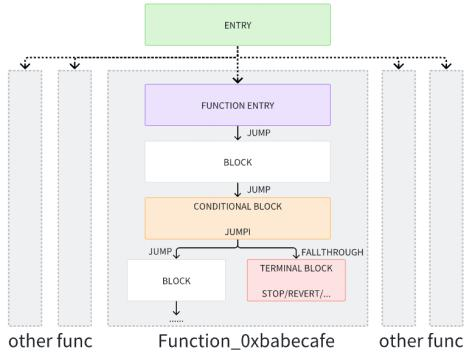 ENTRY
FUNCTION ENTRY
JUMP
BLOCK
JUMP
CONDITIONAL BLOCK
JUMPI
JUMP
FALLTHROUGH
BLOCK
TERMINAL BLOCK
STOP/REVERT/...
......
other func
Function_0xbabecafe
other func